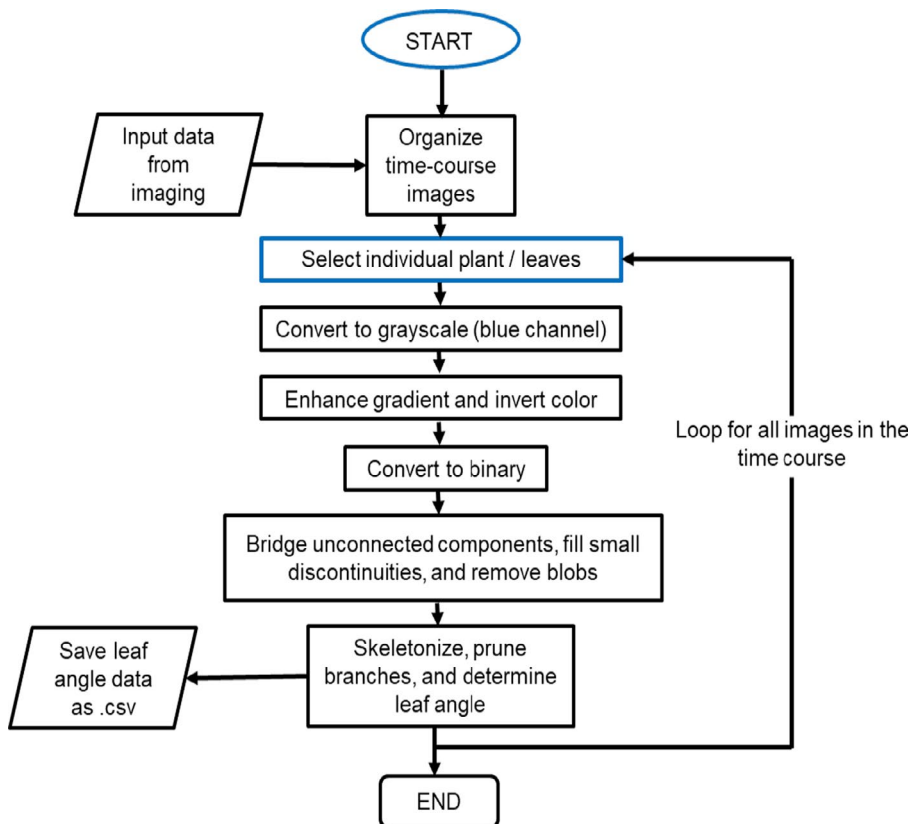 START
Input data
from
imaging
Organize
time-course
images
Select individual plant / leaves
Convert to grayscale (blue channel)
Enhance gradient and invert color
Loop for all images in the
time course
Convert to binary
Bridge unconnected components, fill small
discontinuities, and remove blobs
Save leaf
angle data
as .csv
Skeletonize, prune
branches, and determine
leaf angle
END